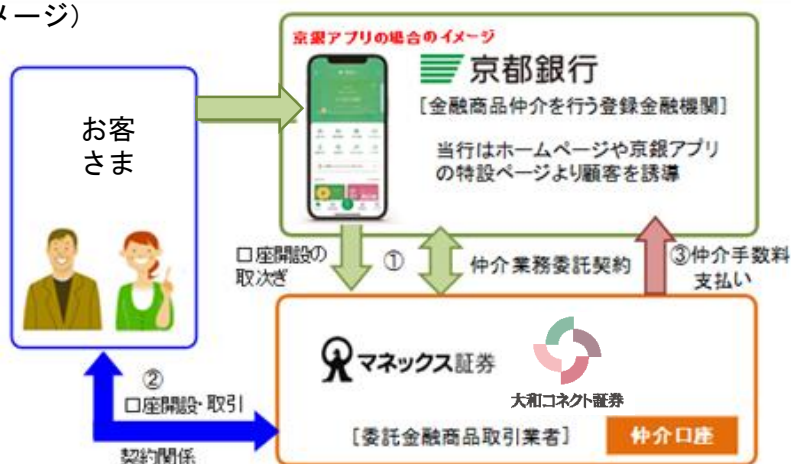 メージ）
京銀アプリの場合のイメージ
京都銀行
［金融商品仲介を行う登録金融機関］
当行はホームページや京銀アプリ
の特設ページより顧客を誘導
お客
さま
口座開設の
取次ぎ
①
仲介業務委託契約
③仲介手数料
支払い
マネックス証券
大和コネクト証券
②
口座開設・取引
［委託金融商品取引業者］
仲介口座
契約関係